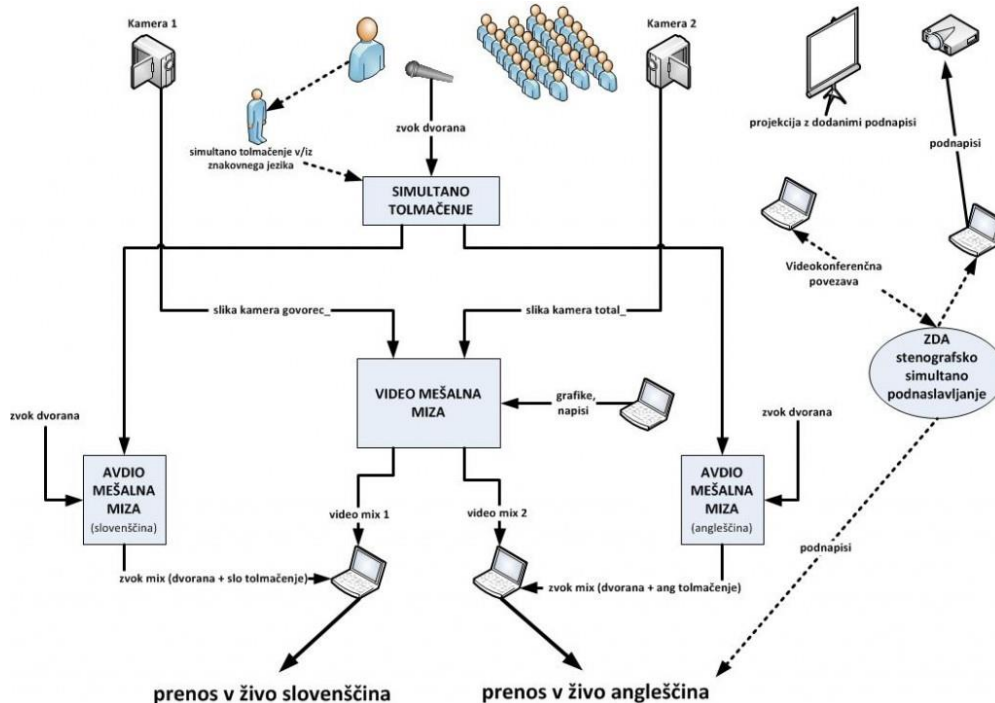 Kamera 1
Kamera 2
zvok dvorana
simultano tolmačenje v/iz
znakovnega jezika
projekcija z dodanimi podnapisi
podnapisi
SIMULTANO
TOLMAČENJE
Videokonferenčna
povezava
slika kamera govorec_
slika kamera total_
ZDA
stenografsko
simultano
podnaslavljanje
VIDEO MEŠALNA
MIZA
grafike,
napisi
zvok dvorana
zvok dvorana
AVDIO
MEŠALNA
MIZA
(slovenščina)
AVDIO
MEŠALNA
MIZA
(angleščina)
video mix 1
video mix 2
podnapisi
zvok mix (dvorana + slo tolmačenje)
zvok mix (dvorana + ang tolmačenje)
prenos v živo slovenščina
prenos v živo angleščina